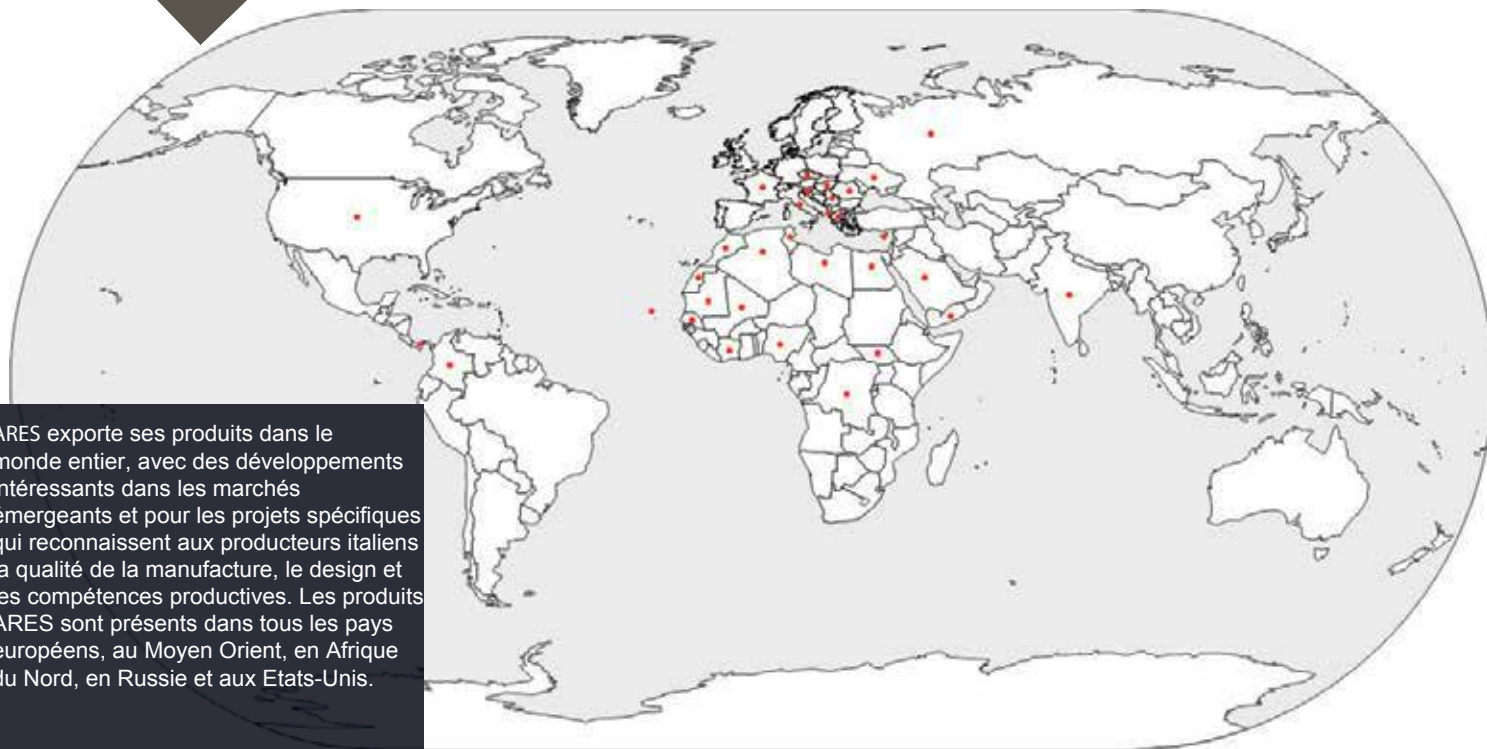 ARES exporte ses produits dans le
monde entier, avec des développements
intéressants dans les marchés
émergeants et pour les projets spécifiques
qui reconnaissent aux producteurs italiens
la qualité de la manufacture, le design et
les compétences productives. Les produits
ARES sont présents dans tous les pays
européens, au Moyen Orient, en Afrique
du Nord, en Russie et aux Etats-Unis.